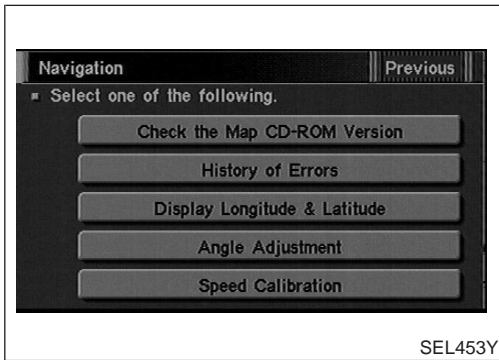 Navigation Previous
Select one of the following.
Check the Map CD-ROM Version
History of Errors
Display Longitude & Latitude
Angle Adjustment
Speed Calibration
SEL453Y